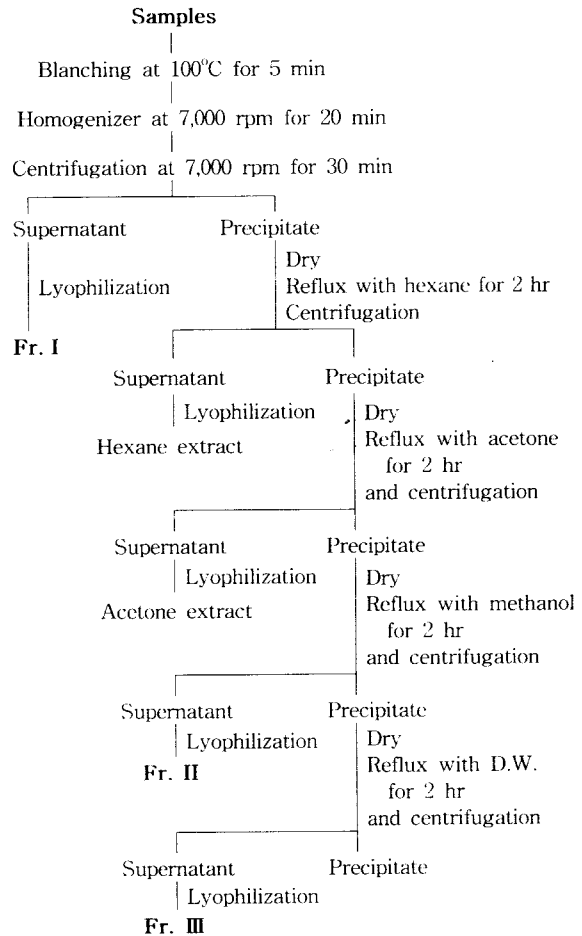 Samples
Blanching at 100°C for 5 min
Homogenizer at 7,000 rpm for 20 min
Centrifugation at 7,000 rpm for 30 min
Supernatant Precipitate
Dry
Lyophilization Reflux with hexane for 2 hr
Centrifugation
Fr. I
Supernatant Precipitate
Lyophilization Dry
Hexane extract Reflux with acetone
for 2 hr
and centrifugation
Supernatant Precipitate
Lyophilization Dry
Acetone extract Reflux with methanol
for 2 hr
and centrifugation
Supernatant Precipitate
Lyophilization Dry
Fr. II Reflux with D.W.
for 2 hr
and centrifugation
Supernatant Precipitate
Lyophilization
Fr. III